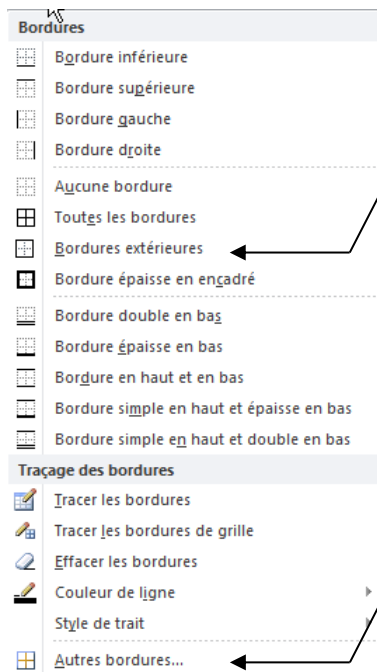 Bordures
Bordure inférieure
Bordure supérieure
Bordure gauche
Bordure droite
Aucune bordure
Toutes les bordures
Bordures extérieures
Bordure épaisse en encadré
Bordure double en bas
Bordure épaisse en bas
Bordure en haut et en bas
Bordure simple en haut et épaisse en bas
Bordure simple en haut et double en bas
Traçage des bordures
Tracer les bordures
Tracer les bordures de grille
Effacer les bordures
Couleur de ligne
Style de trait
Autres bordures...